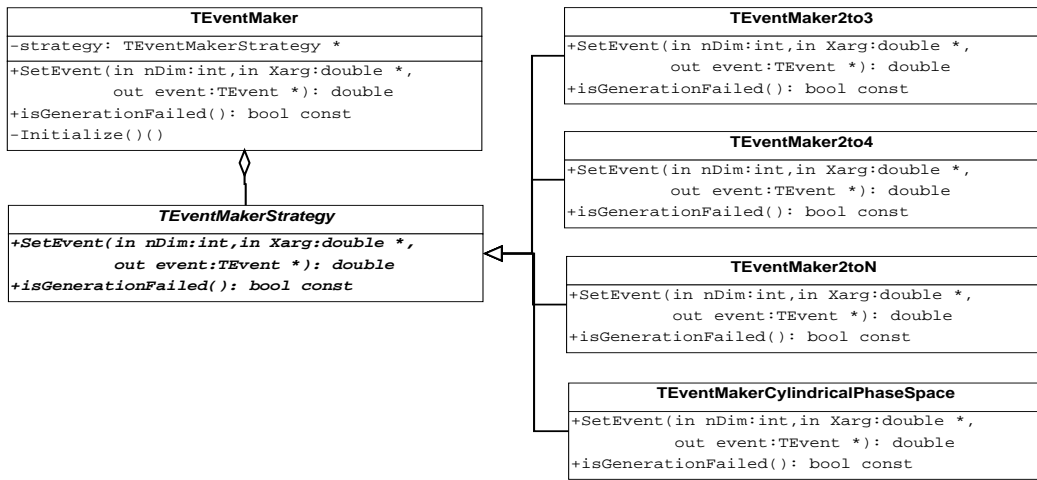 TEventMaker
-strategy: TEventMakerStrategy *
+SetEvent(in nDim:int,in Xarg:double *,
out event:TEvent *): double
+isGenerationFailed(): bool const
-Initialize()()
TEventMakerStrategy
+SetEvent(in nDim:int,in Xarg:double *,
out event:TEvent *): double
+isGenerationFailed(): bool const
TEventMaker2to3
+SetEvent(in nDim:int,in Xarg:double *,
out event:TEvent *): double
+isGenerationFailed(): bool const
TEventMaker2to4
+SetEvent(in nDim:int,in Xarg:double *,
out event:TEvent *): double
+isGenerationFailed(): bool const
TEventMaker2toN
+SetEvent(in nDim:int,in Xarg:double *,
out event:TEvent *): double
+isGenerationFailed(): bool const
TEventMakerCylindricalPhaseSpace
+SetEvent(in nDim:int,in Xarg:double *,
out event:TEvent *): double
+isGenerationFailed(): bool const